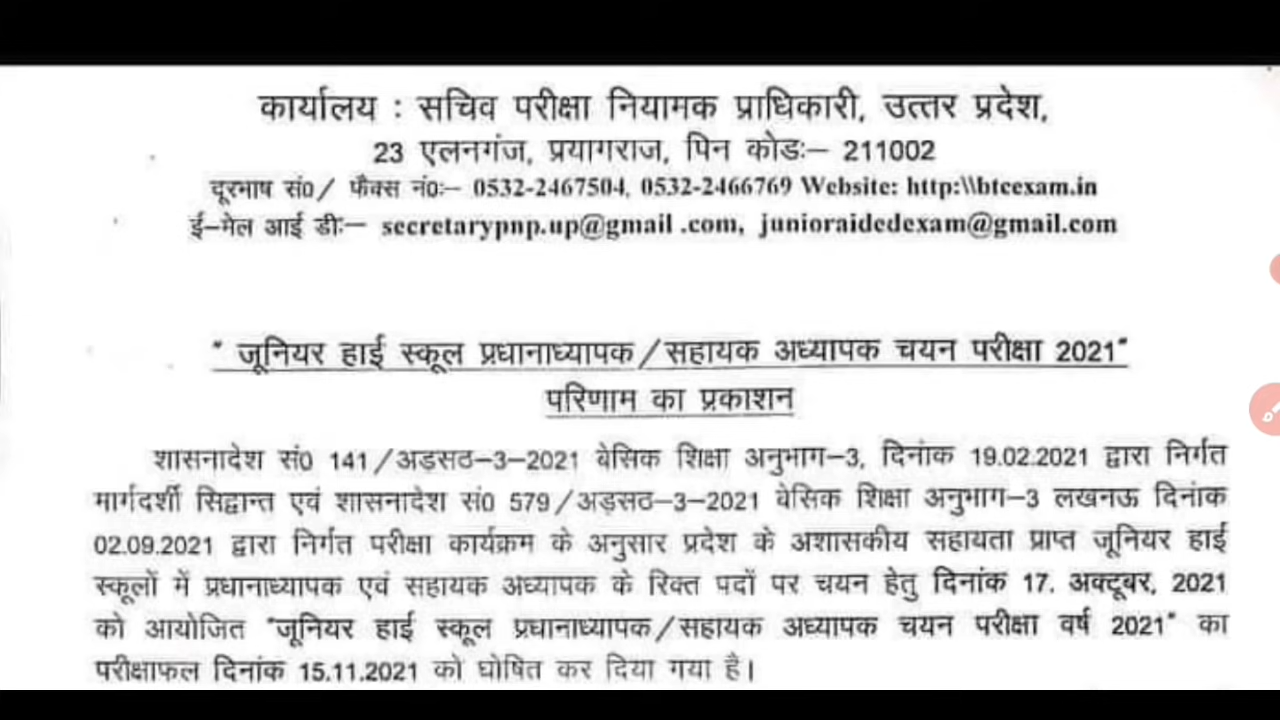 कार्यालय : सचिव परीक्षा नियामक प्राधिकारी, उत्तर प्रदेश,
23 एलनगंज, प्रयागराज, पिन कोडः– 211002
दूरभाष सं0/ फैक्स नं0ः– 0532-2467504, 0532-2466769 Website: http:\\btcexam.in
ई–मेल आई डीः– secretarypnp.up@gmail .com, junioraidedexam@gmail.com
" जूनियर हाई स्कूल प्रधानाध्यापक/सहायक अध्यापक चयन परीक्षा 2021"
परिणाम का प्रकाशन
शासनादेश सं0 141/अड़सठ–3–2021 बेसिक शिक्षा अनुभाग–3, दिनांक 19.02.2021 द्वारा निर्गत
मार्गदर्शी सिद्वान्त एवं शासनादेश सं0 579/अड़सठ–3–2021 बेसिक शिक्षा अनुभाग–3 लखनऊ दिनांक
02.09.2021 द्वारा निर्गत परीक्षा कार्यक्रम के अनुसार प्रदेश के अशासकीय सहायता प्राप्त जूनियर हाई
स्कूलों में प्रधानाध्यापक एवं सहायक अध्यापक के रिक्त पदों पर चयन हेतु दिनांक 17. अक्टूबर, 2021
को आयोजित "जूनियर हाई स्कूल प्रधानाध्यापक/सहायक अध्यापक चयन परीक्षा वर्ष 2021" का
परीक्षाफल दिनांक 15.11.2021 को घोषित कर दिया गया है।